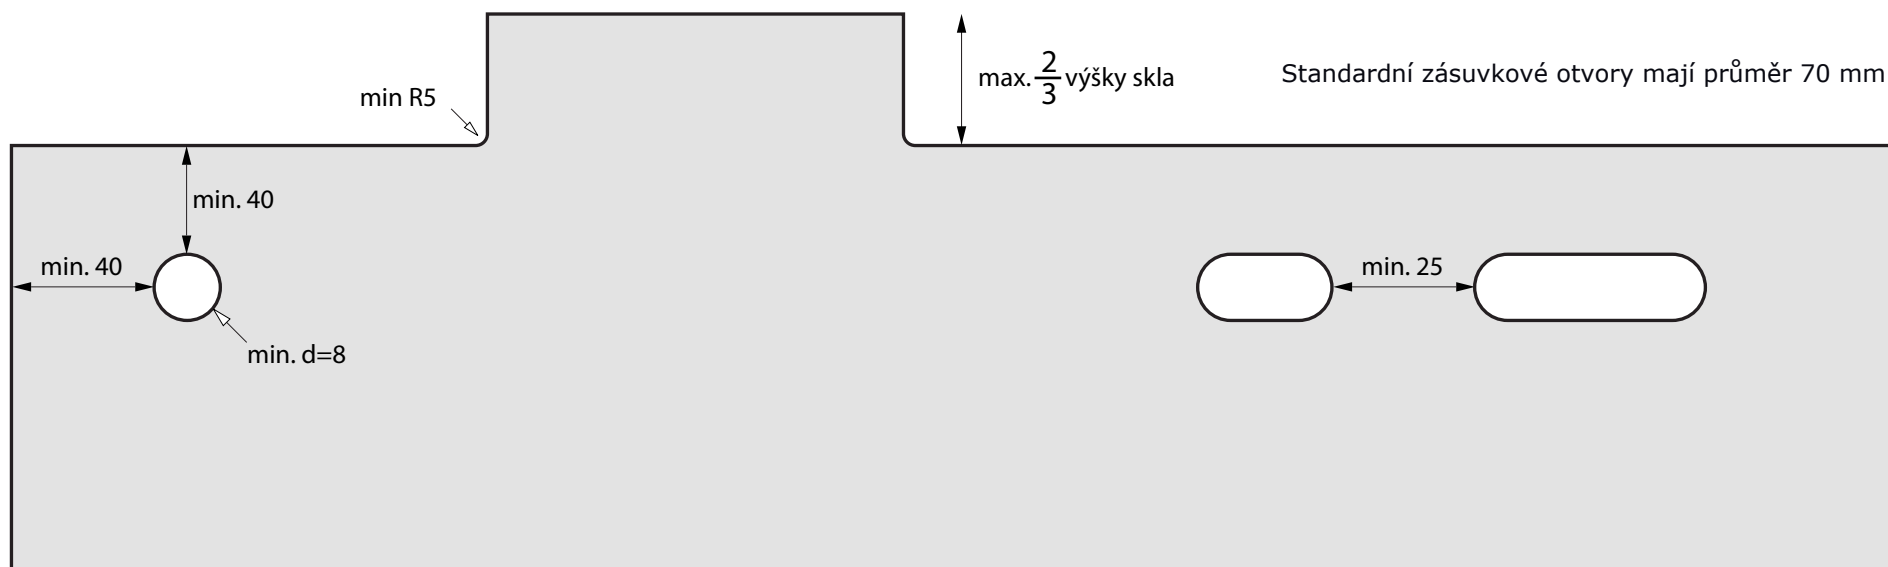 min R5
max. 2/3 výšky skla
Standardní zásuvkové otvory mají průměr 70 mm
min. 40
min. 40
min. 25
min. d=8